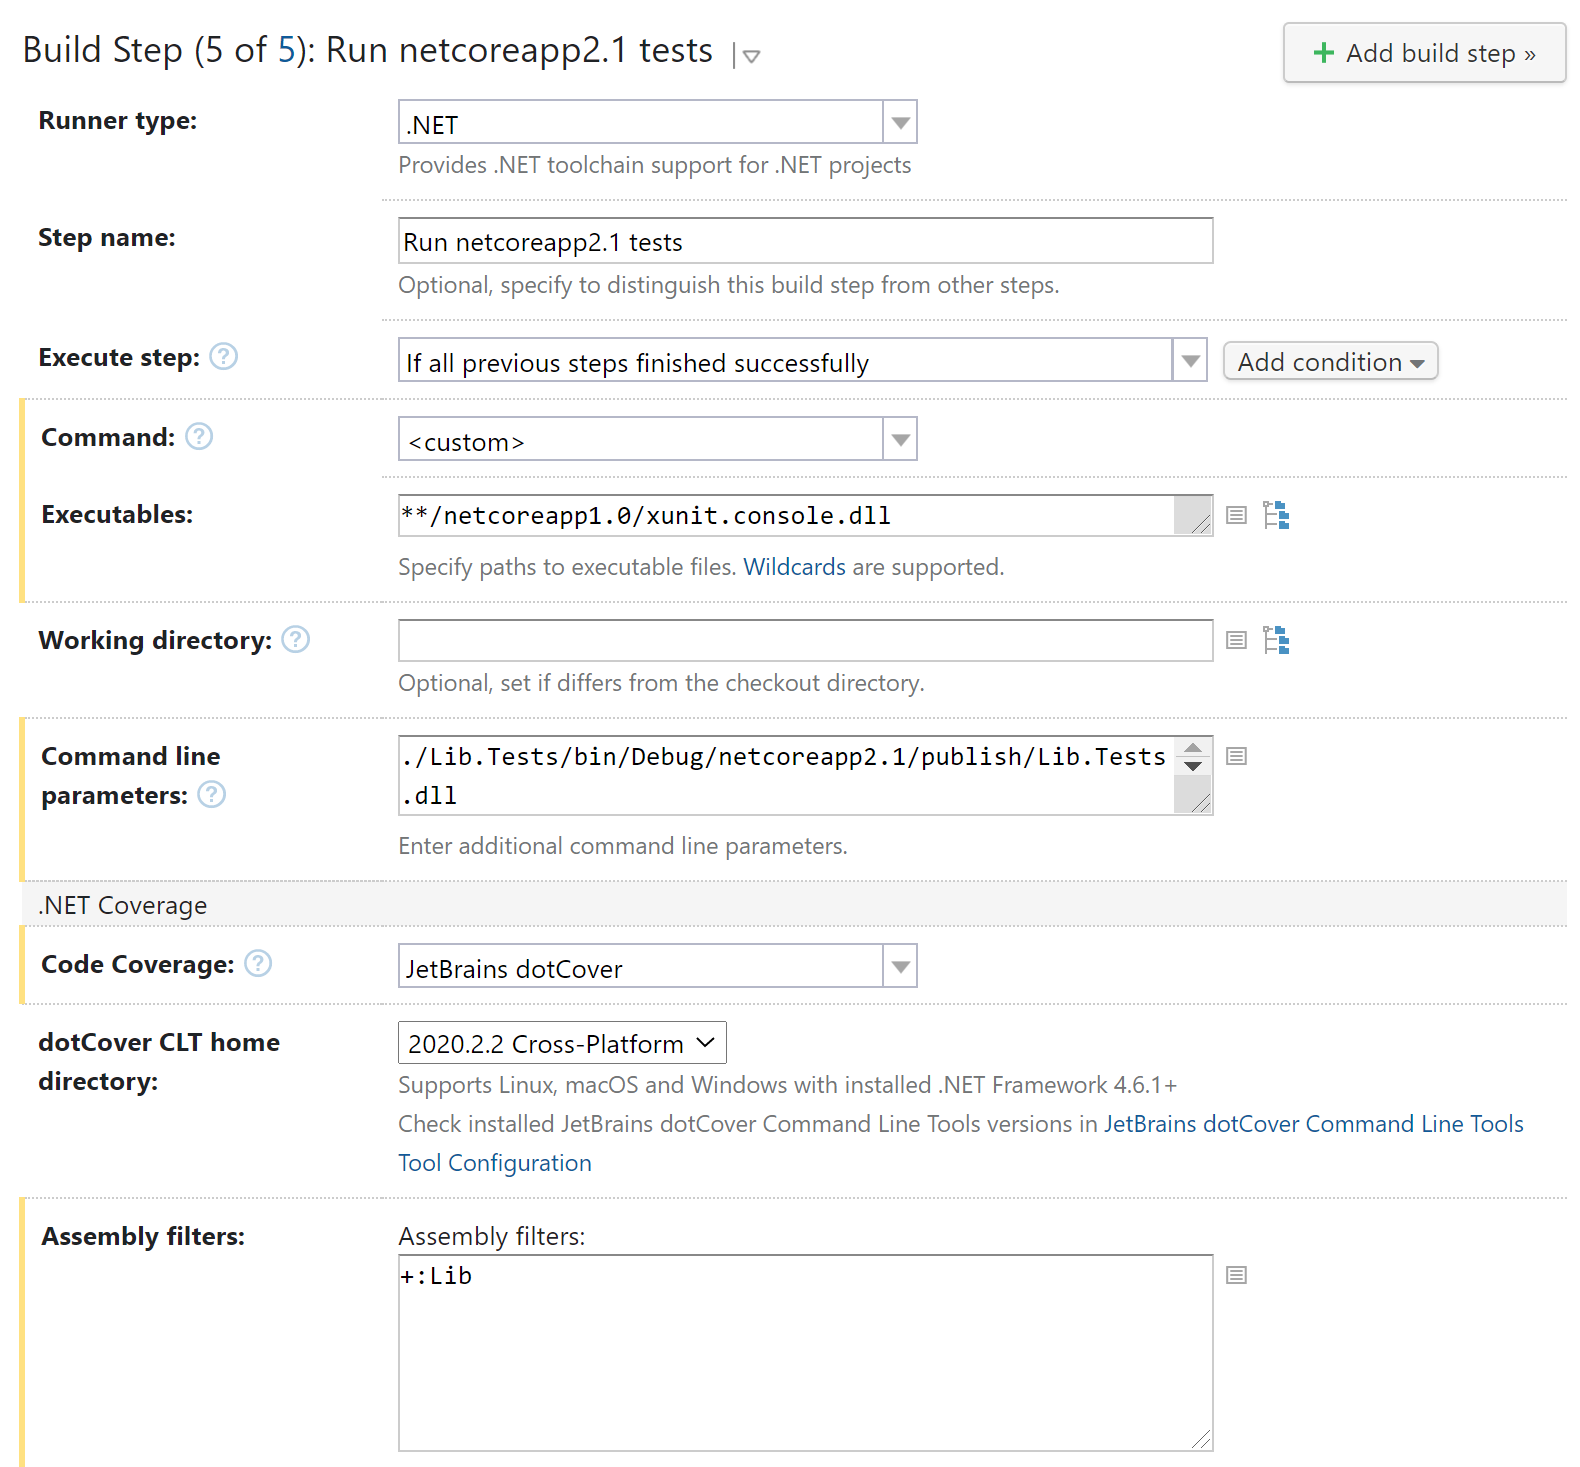 Build Step (5 of 5): Run netcoreapp2.1 tests
Add build step »
Runner type:
.NET
Provides .NET toolchain support for .NET projects
Step name:
Run netcoreapp2.1 tests
Optional, specify to distinguish this build step from other steps.
Execute step: ?
If all previous steps finished successfully
Add condition
Command: ?
<custom>
Executables:
**/netcoreapp1.0/xunit.console.dll
Specify paths to executable files. Wildcards are supported.
Working directory: ?
Optional, set if differs from the checkout directory.
Command line
parameters: ?
./Lib.Tests/bin/Debug/netcoreapp2.1/publish/Lib.Tests
.dll
Enter additional command line parameters.
.NET Coverage
Code Coverage: ?
JetBrains dotCover
dotCover CLT home
directory:
2020.2.2 Cross-Platform
Supports Linux, macOS and Windows with installed .NET Framework 4.6.1+
Check installed JetBrains dotCover Command Line Tools versions in JetBrains dotCover Command Line Tools
Tool Configuration
Assembly filters:
Assembly filters:
+:Lib